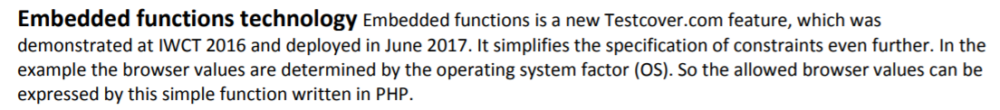 Embedded functions technology Embedded functions is a new Testcover.com feature, which was
demonstrated at IWCT 2016 and deployed in June 2017. It simplifies the specification of constraints even further. In the
example the browser values are determined by the operating system factor (OS). So the allowed browser values can be
expressed by this simple function written in PHP.